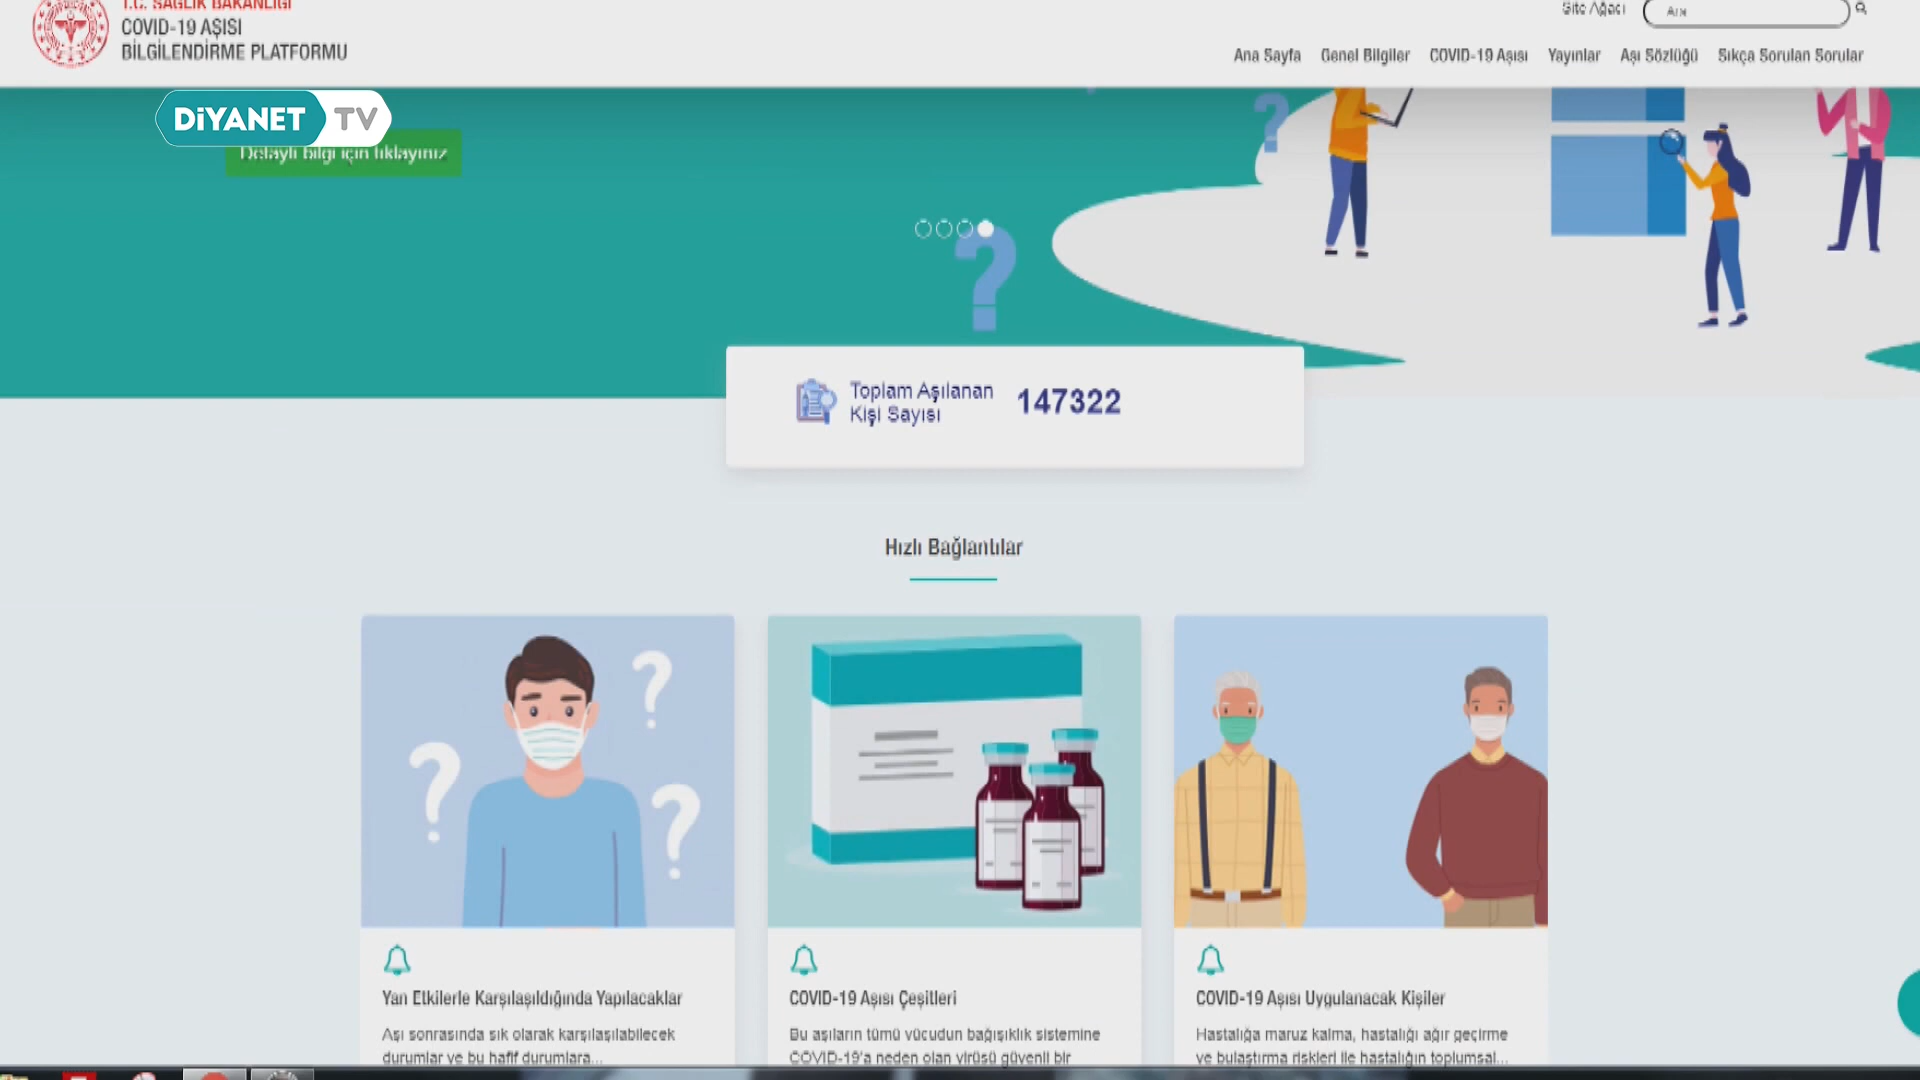 T.C. SAĞLIK BAKANLIĞI
COVID-19 AŞISI
BİLGİLENDİRME PLATFORMU
Site Ağacı
Ara
Ana Sayfa Genel Bilgiler COVID-19 Aşısı Yayınlar Aşı Sözlüğü Sıkça Sorulan Sorular
DİYANET TV
Detaylı bilgi için tıklayınız
Toplam Aşılanan
Kişi Sayısı
147322
Hızlı Bağlantılar
Yan Etkilerle Karşılaşıldığında Yapılacaklar
Aşı sonrasında sık olarak karşılaşılabilecek
durumlar ve bu hafif durumlara...
COVID-19 Aşısı Çeşitleri
Bu aşıların tümü vücudun bağışıklık sistemine
COVID-19'a neden olan virüsü güvenli bir
COVID-19 Aşısı Uygulanacak Kişiler
Hastalığa maruz kalma, hastalığı ağır geçirme
ve bulaştırma riskleri ile hastalığın toplumsal...